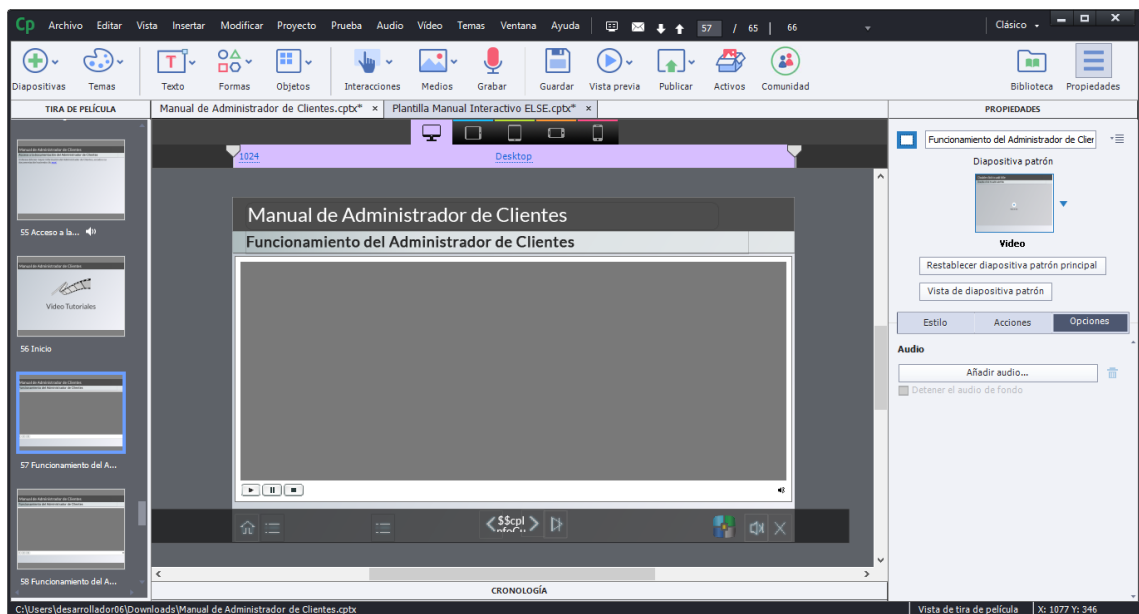 Cp Archivo Editar Vista Insertar Modificar Proyecto Prueba Audio Vídeo Temas Ventana Ayuda 57 / 65 66 Clásico
Diapositivas Temas Texto Formas Objetos Interacciones Medios Grabar Guardar Vista previa Publicar Activos Comunidad Biblioteca Propiedades
TIRA DE PELÍCULA
Manual de Administrador de Clientes.cptx* × Plantilla Manual Interactivo ELSE.cptx* ×
PROPIEDADES
1024 Desktop
55 Acceso a la...
Video Tutoriales
56 Inicio
57 Funcionamiento del A...
58 Funcionamiento del A...
Manual de Administrador de Clientes
Funcionamiento del Administrador de Clientes
$$cpI
nfoCu
CRONOLOGÍA
Funcionamiento del Administrador de Clier
Diapositiva patrón
Video
Restablecer diapositiva patrón principal
Vista de diapositiva patrón
Estilo Acciones Opciones
Audio
Añadir audio...
Detener el audio de fondo
C:\Users\desarrollador06\Downloads\Manual de Administrador de Clientes.cptx
Vista de tira de película X: 1077 Y: 346